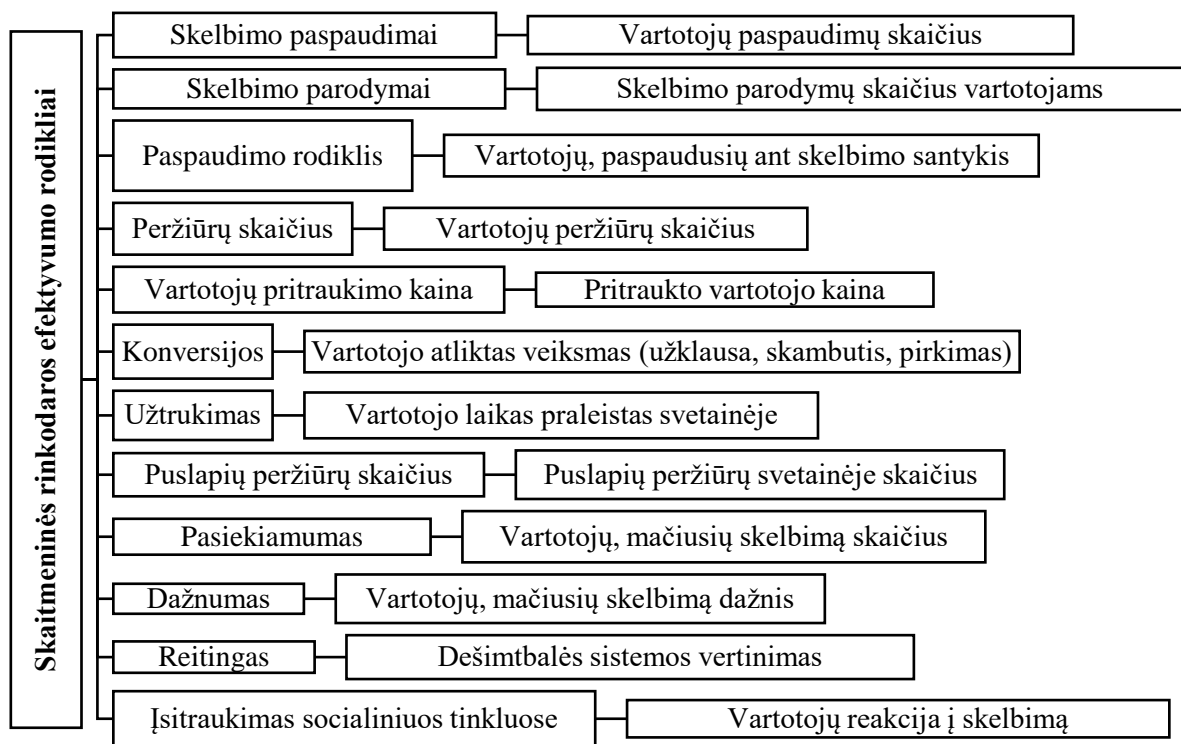 Skaitmeninės rinkodaros efektyvumo rodikliai
Skelbimo paspaudimai
Vartotojų paspaudimų skaičius
Skelbimo parodymai
Skelbimo parodymų skaičius vartotojams
Paspaudimo rodiklis
Vartotojų, paspaudusių ant skelbimo santykis
Peržiūrų skaičius
Vartotojų peržiūrų skaičius
Vartotojų pritraukimo kaina
Pritraukto vartotojo kaina
Konversijos
Vartotojo atliktas veiksmas (užklausa, skambutis, pirkimas)
Užtrukimas
Vartotojo laikas praleistas svetainėje
Puslapių peržiūrų skaičius
Puslapių peržiūrų svetainėje skaičius
Pasiekiamumas
Vartotojų, mačiusių skelbimą skaičius
Dažnumas
Vartotojų, mačiusių skelbimą dažnis
Reitingas
Dešimtbalės sistemos vertinimas
Įsitraukimas socialiniuos tinkluose
Vartotojų reakcija į skelbimą